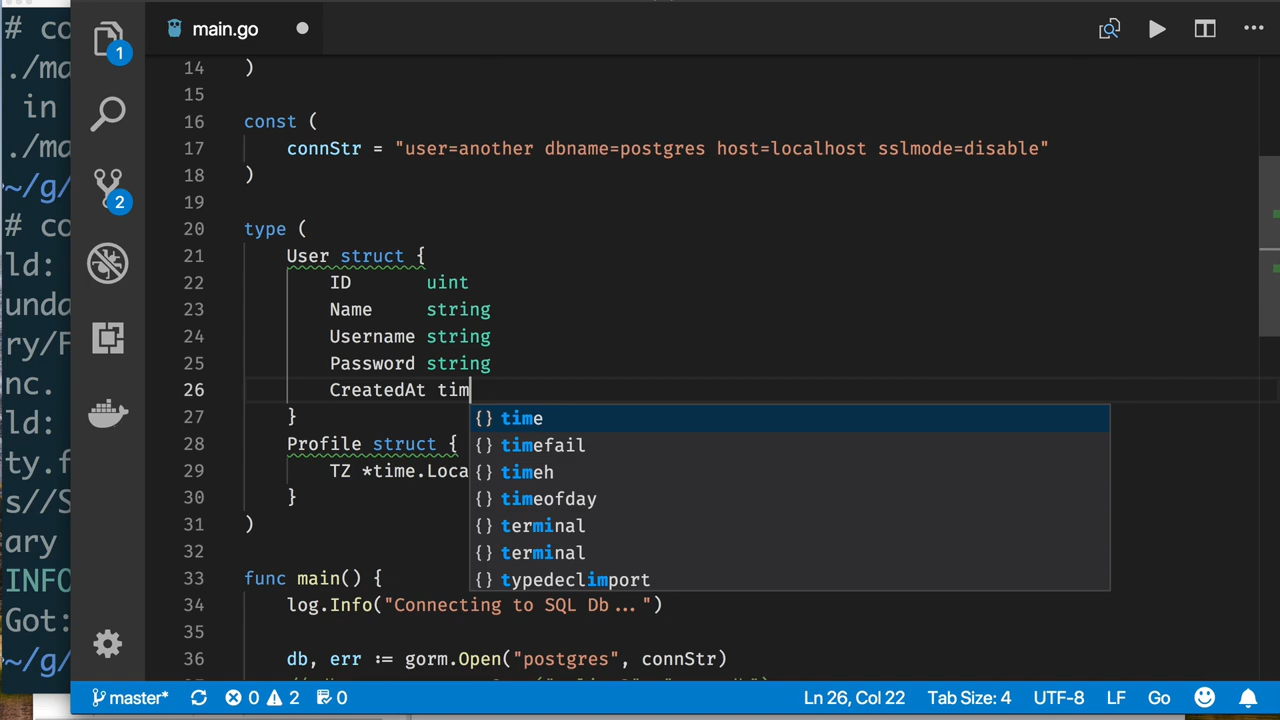 # co
./ma
in
./ma
~/g/
# co
ld:
unda
ry/F
nc.
ld:
ty.f
s//S
ary
INFO
Got:
~/g/
1
2
main.go
14 )
15
16 const (
17 connStr = "user=another dbname=postgres host=localhost sslmode=disable"
18 )
19
20 type (
21 User struct {
22 ID uint
23 Name string
24 Username string
25 Password string
26 CreatedAt tim
{} time
{} timefail
{} timeh
{} timeofday
{} terminal
{} terminal
{} typedeclimport
27 }
28 Profile struct {
29 TZ *time.Loca
30 }
31 )
32
33 func main() {
34 log.Info("Connecting to SQL Db...")
35
36 db, err := gorm.Open("postgres", connStr)
master* 0 2 0 Ln 26, Col 22 Tab Size: 4 UTF-8 LF Go